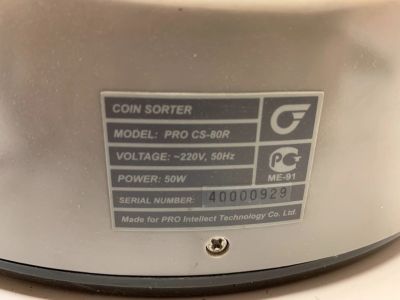 COIN SORTER
MODEL: PRO CS-80R
VOLTAGE: ~220V, 50Hz
POWER: 50W
ME-91
SERIAL NUMBER: 40000929
Made for PRO Intellect Technology Co. Ltd.